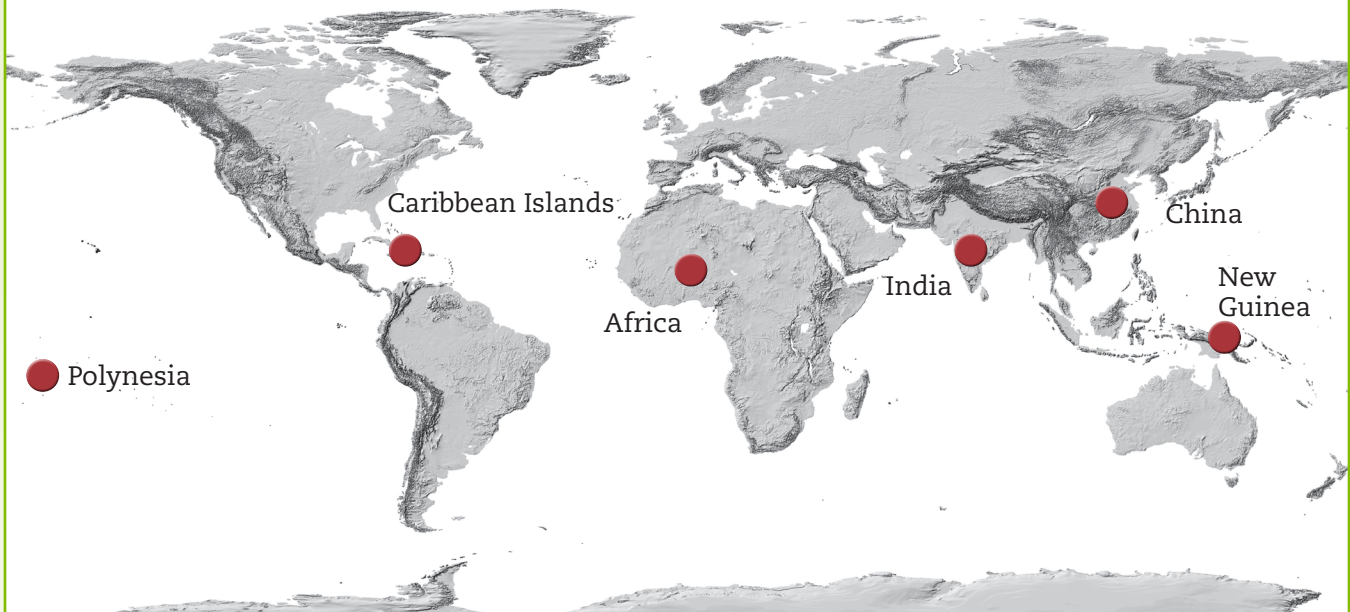 Caribbean Islands
China
New
Guinea
India
Africa
Polynesia